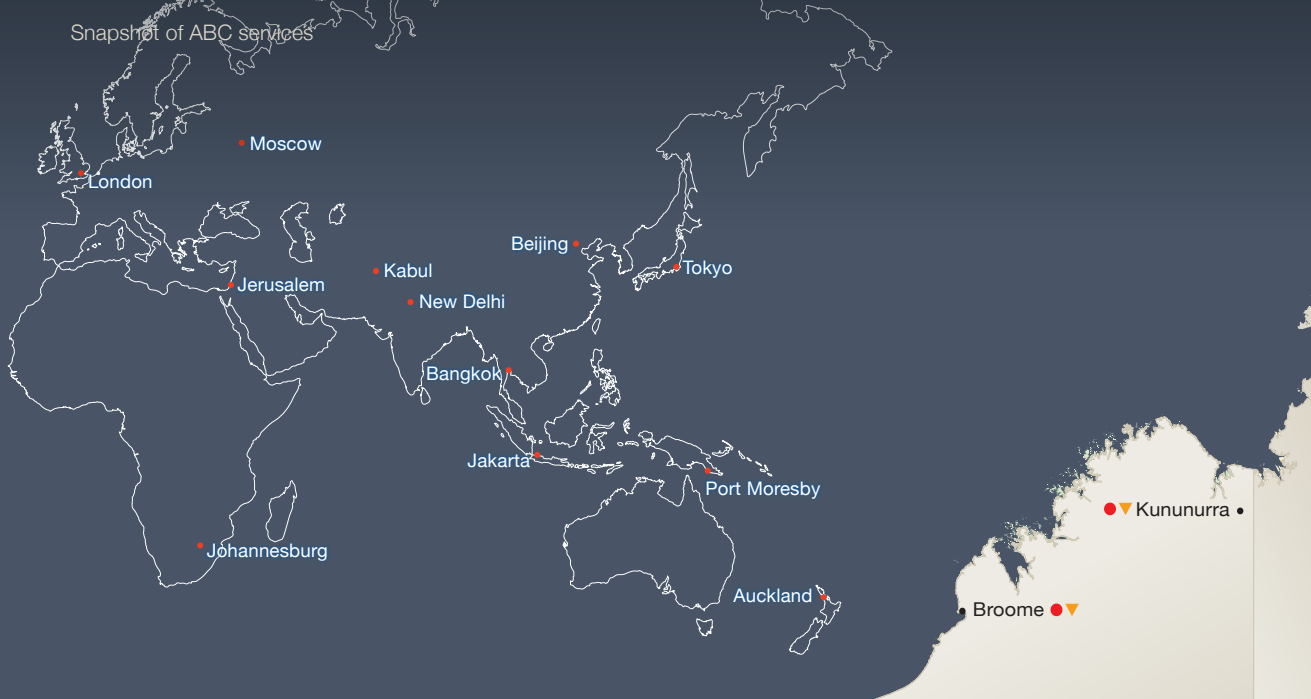 Snapshot of ABC services
Moscow
London
Beijing
Tokyo
Kabul
Jerusalem
New Delhi
Bangkok
Jakarta
Port Moresby
Kununurra
Johannesburg
Auckland
Broome